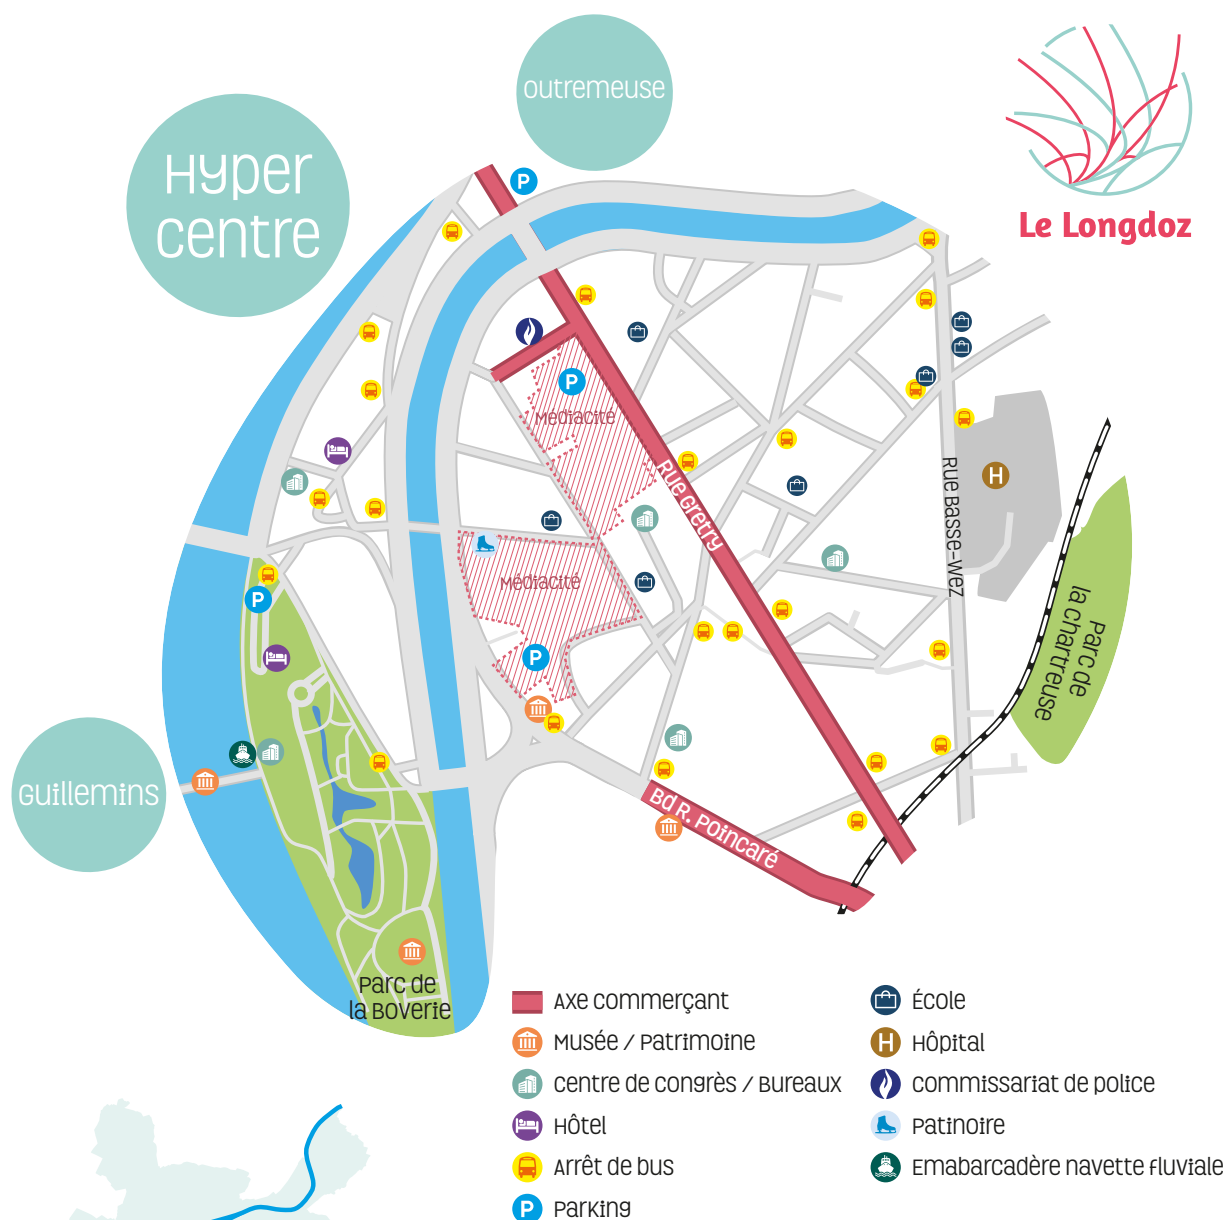 Outremeuse
Hyper
centre
Le Longdoz
P
P
Médiacité
Rue Gretry
Rue Basse-Wez
H
Médiacité
P
Parc de
la Chartreuse
P
Guillemins
Bd R. Poincaré
Parc de
la Boverie
Axe commerçant
Musée / Patrimoine
Centre de congrès / Bureaux
Hôtel
Arrêt de bus
P Parking
École
H Hôpital
Commissariat de police
Patinoire
Emabarcadère navette fluviale